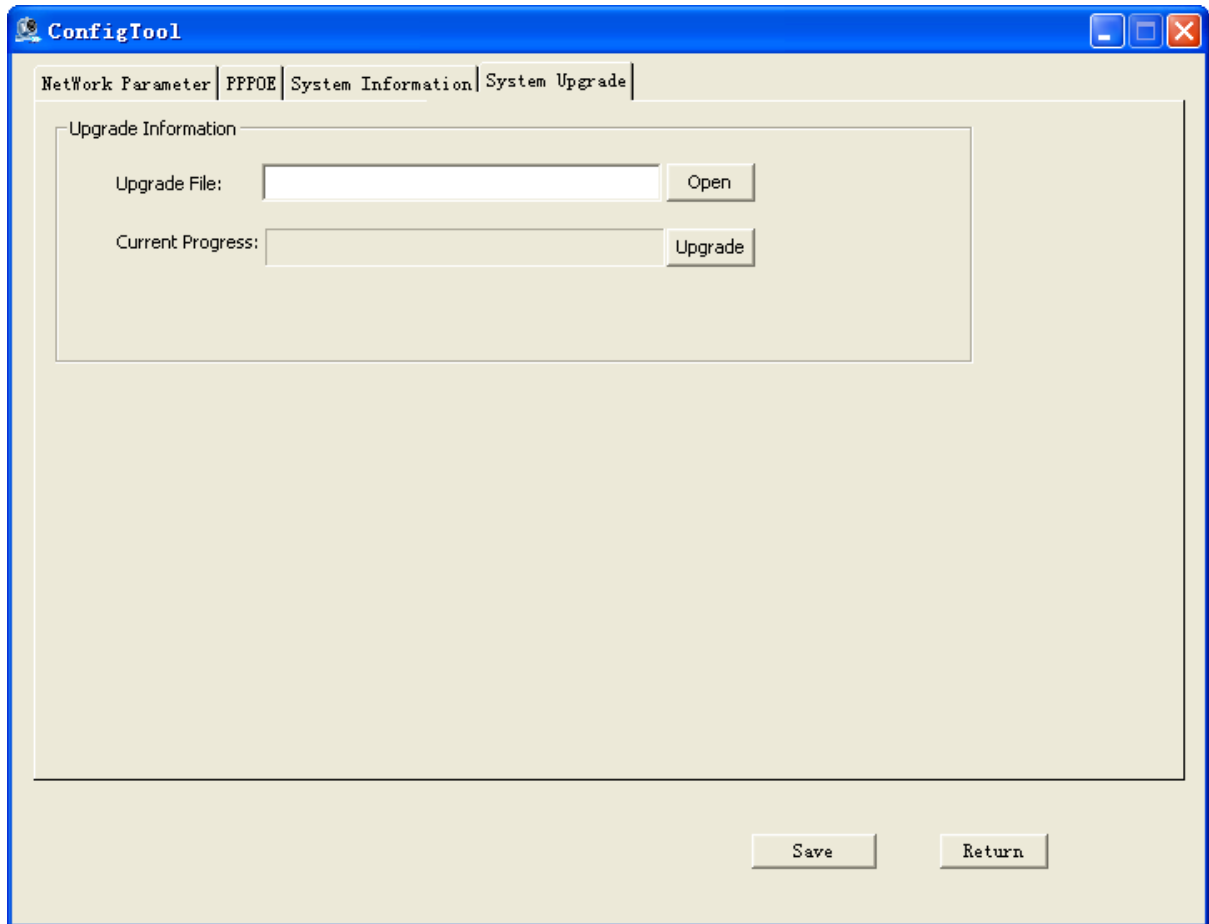 ConfigTool
NetWork Parameter PPPOE System Information System Upgrade
Upgrade Information
Upgrade File: Open
Current Progress: Upgrade
Save Return